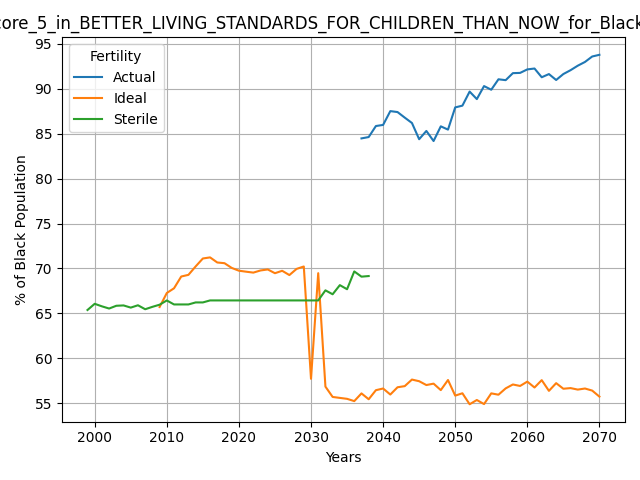 core_5_in_BETTER_LIVING_STANDARDS_FOR_CHILDREN_THAN_NOW_for_Black
95
90
85
80
75
70
65
60
55
% of Black Population
Fertility
Actual
Ideal
Sterile
2000 2010 2020 2030 2040 2050 2060 2070
Years